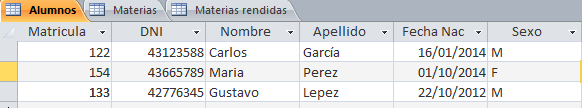 Alumnos Materias Materias rendidas
Matricula DNI Nombre Apellido Fecha Nac Sexo
122 43123588 Carlos García 16/01/2014 M
154 43665789 Maria Perez 01/10/2014 F
133 42776345 Gustavo Lepez 22/10/2012 M